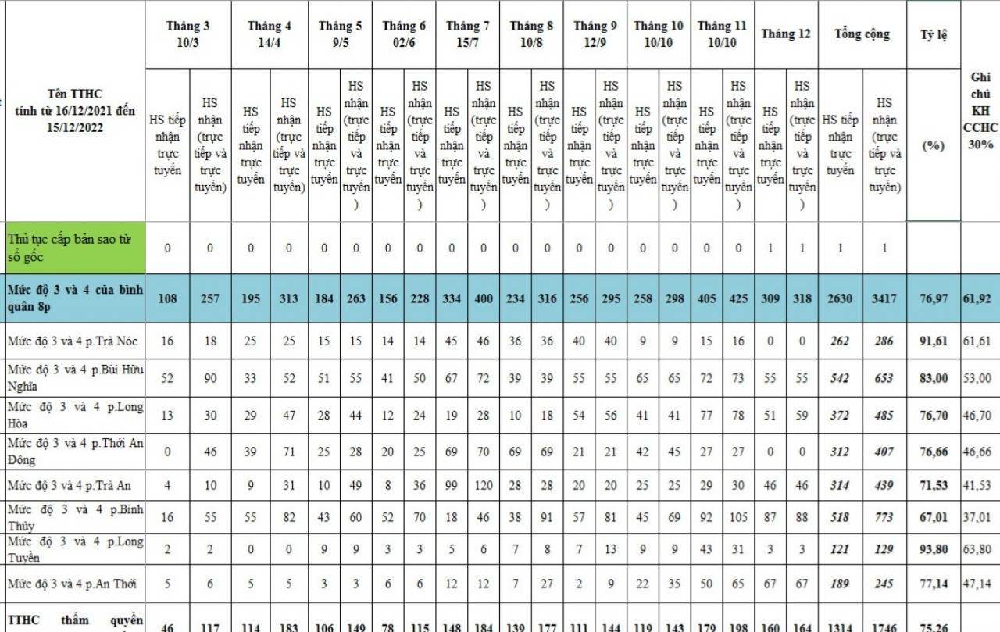 Tên TTHC
tính từ 16/12/2021 đến
15/12/2022
Tháng 3
10/3
Tháng 4
14/4
Tháng 5
9/5
Tháng 6
02/6
Tháng 7
15/7
Tháng 8
10/8
Tháng 9
12/9
Tháng 10
10/10
Tháng 11
10/10
Tháng 12
Tổng cộng
Tỷ lệ
Ghi
chú
KH
CCHC
30%
HS tiếp
nhận
trực
tuyến
HS
nhận
(trực
tiếp và
trực
tuyến)
HS
tiếp
nhận
trực
tuyến
HS
nhận
(trực
tiếp và
trực
tuyến)
HS
tiếp
nhận
trực
tuyến
HS
nhận
(trực
tiếp
và
trực
tuyến
)
HS
tiếp
nhận
trực
tuyến
HS
nhận
(trực
tiếp
và
trực
tuyến
)
HS
tiếp
nhận
trực
tuyến
HS
nhận
(trực
tiếp
và
trực
tuyến
)
HS
tiếp
nhận
trực
tuyến
HS
nhận
(trực
tiếp
và
trực
tuyến
)
HS
tiếp
nhận
trực
tuyến
HS
nhận
(trực
tiếp
và
trực
tuyến
)
HS
tiếp
nhận
trực
tuyến
HS
nhận
(trực
tiếp
và
trực
tuyến
)
HS
tiếp
nhận
trực
tuyến
HS
nhận
(trực
tiếp
và
trực
tuyến
)
HS
tiếp
nhận
trực
tuyến
HS
nhận
(trực
tiếp
và
trực
tuyến
)
HS tiếp
nhận
trực
tuyến
HS
nhận
(trực
tiếp và
trực
tuyến)
(%)
Thủ tục cấp bản sao từ
sổ gốc
0 0 0 0 0 0 0 0 0 0 0 0 0 0 0 0 0 0 1 1 1 1
Mức độ 3 và 4 của bình
quân 8p
108 257 195 313 184 263 156 228 334 400 234 316 256 295 258 298 405 425 309 318 2630 3417 76,97 61,92
Mức độ 3 và 4 p.Trà Nóc 16 18 25 25 15 15 14 14 45 46 36 36 40 40 9 9 15 16 0 0 262 286 91,61 61,61
Mức độ 3 và 4 p.Bùi Hữu
Nghĩa
52 90 33 52 51 55 41 50 67 72 39 39 55 55 65 65 72 73 55 55 542 653 83,00 53,00
Mức độ 3 và 4 p.Long
Hòa
13 30 29 47 28 44 12 24 19 28 10 18 54 56 41 41 77 78 51 59 372 485 76,70 46,70
Mức độ 3 và 4 p.Thới An
Đông
0 46 39 71 25 28 20 25 69 70 69 69 21 21 42 45 27 27 0 0 312 407 76,66 46,66
Mức độ 3 và 4 p.Trà An 4 10 9 31 10 49 8 36 99 120 28 28 20 20 25 25 29 30 46 46 314 439 71,53 41,53
Mức độ 3 và 4 p.Bình
Thủy
16 55 55 82 43 60 52 70 18 46 38 91 57 81 45 69 92 105 87 88 518 773 67,01 37,01
Mức độ 3 và 4 p.Long
Tuyền
2 2 0 0 9 9 3 3 5 6 7 8 7 13 9 9 43 31 3 3 121 129 93,80 63,80
Mức độ 3 và 4 p.An Thới 5 6 5 5 3 3 6 6 12 12 7 27 2 9 22 35 50 65 67 67 189 245 77,14 47,14
TTHC thẩm quyền
46 117 114 183 106 149 78 115 148 184 139 177 111 144 119 143 179 198 160 164 1314 1746 75,26